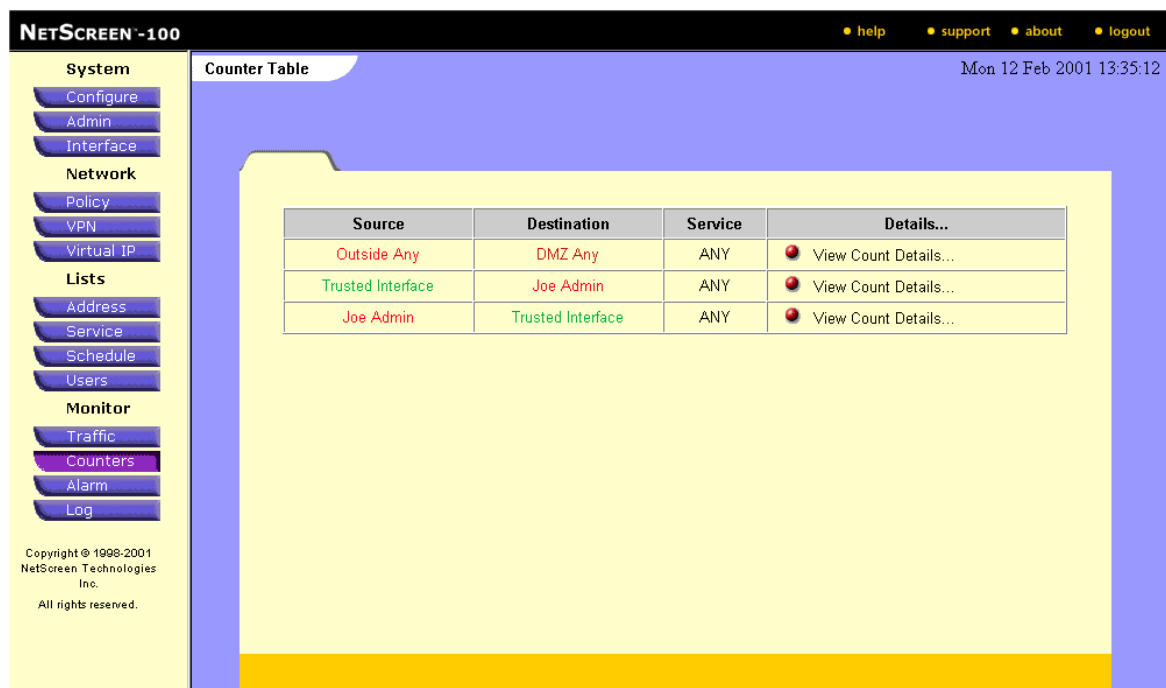 NETSCREEN™-100
help support about logout
System
Configure
Admin
Interface
Network
Policy
VPN
Virtual IP
Lists
Address
Service
Schedule
Users
Monitor
Traffic
Counters
Alarm
Log
Copyright © 1998-2001
NetScreen Technologies
Inc.
All rights reserved.
Counter Table
Mon 12 Feb 2001 13:35:12
Source Destination Service Details...
Outside Any DMZ Any ANY View Count Details...
Trusted Interface Joe Admin ANY View Count Details...
Joe Admin Trusted Interface ANY View Count Details...